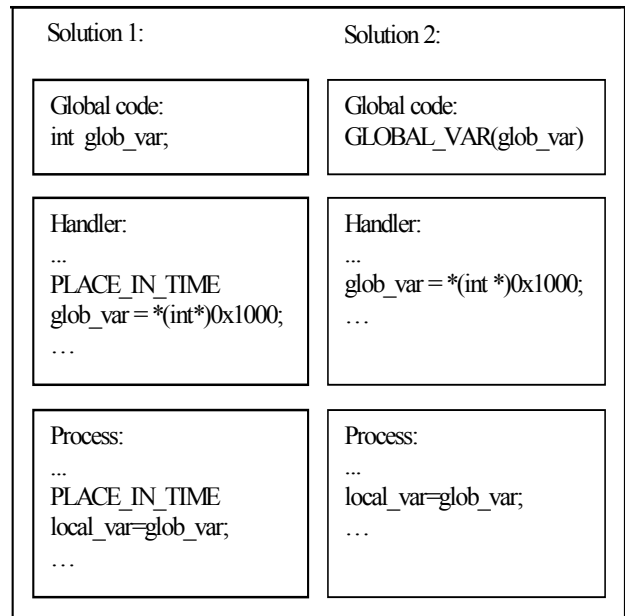 Solution 1:
Solution 2:
Global code:
int glob_var;
Global code:
GLOBAL_VAR(glob_var)
Handler:
...
PLACE_IN_TIME
glob_var = *(int*)0x1000;
…
Handler:
...
glob_var = *(int *)0x1000;
…
Process:
...
PLACE_IN_TIME
local_var=glob_var;
…
Process:
...
local_var=glob_var;
…